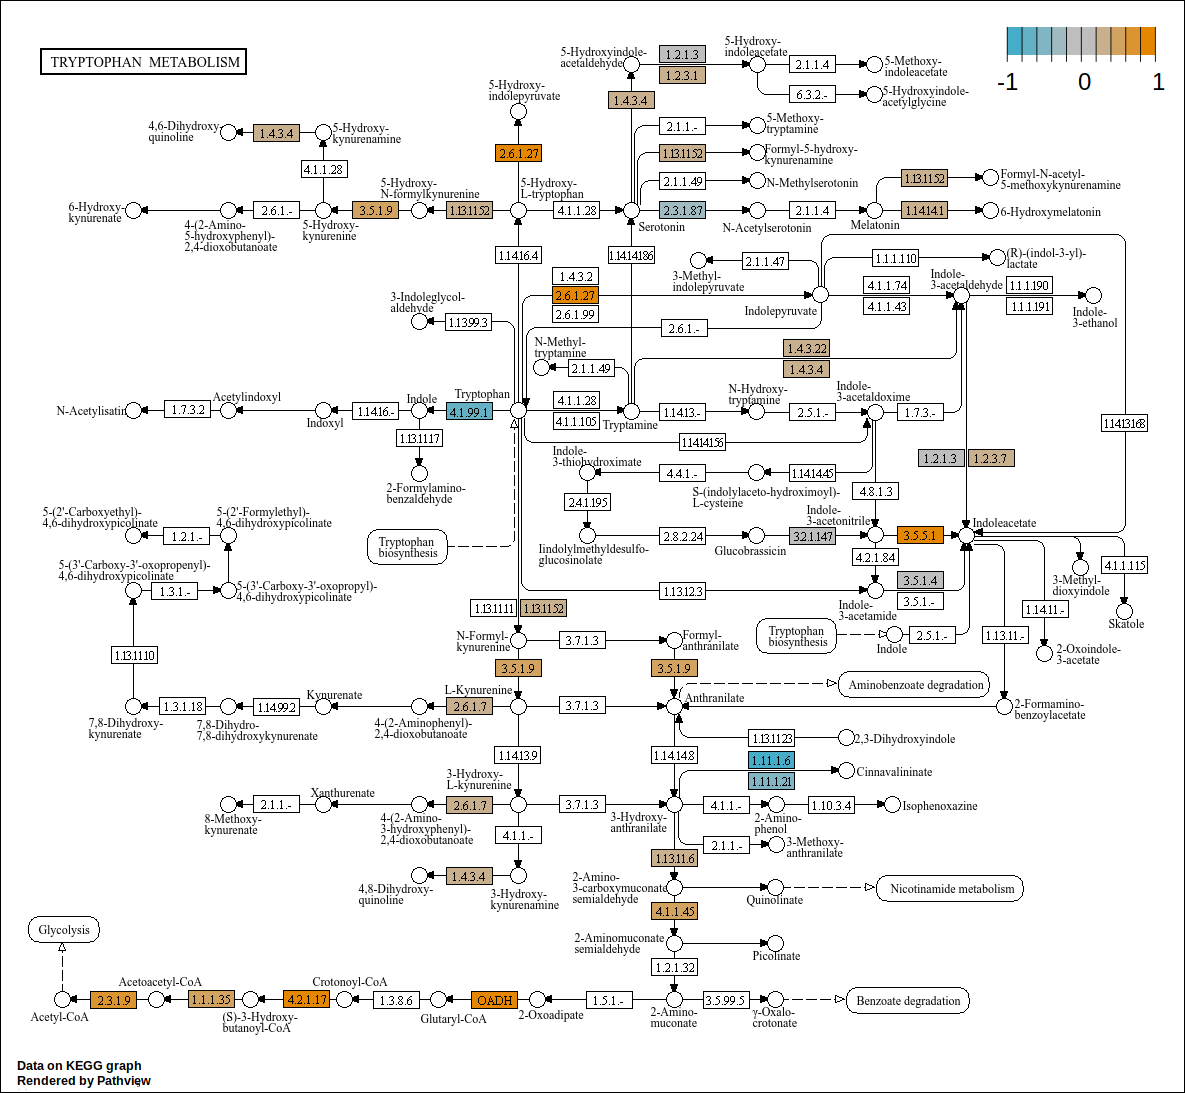 TRYPTOPHAN METABOLISM
-1 0 1
5-Hydroxyindole-
acetaldehyde
1.2.1.3
1.2.3.1
5-Hydroxy-
indoleacetate
2.1.1.4
5-Methoxy-
indoleacetate
6.3.2.-
5-Hydroxyindole-
acetylglycine
5-Hydroxy-
indolepyruvate
1.4.3.4
4,6-Dihydroxy-
quinoline
1.4.3.4
5-Hydroxy-
kynurenamine
2.1.1.-
5-Methoxy-
tryptamine
2.6.1.27
1.13.11.52
Formyl-5-hydroxy-
kynurenamine
4.1.1.28
2.1.1.49
N-Methylserotonin
1.13.11.52
Formyl-N-acetyl-
5-methoxykynurenamine
5-Hydroxy-
N-formylkynurenine
5-Hydroxy-
L-tryptophan
6-Hydroxy-
kynurenate
2.6.1.-
3.5.1.9
1.13.11.52
4.1.1.28
2.3.1.87
2.1.1.4
1.14.14.1
6-Hydroxymelatonin
4-(2-Amino-
5-hydroxyphenyl)-
2,4-dioxobutanoate
5-Hydroxy-
kynurenine
Serotonin
N-Acetylserotonin
Melatonin
1.14.16.4
1.14.14.186
2.1.1.47
1.1.1.110
(R)-(indol-3-yl)-
lactate
3-Methyl-
indolepyruvate
1.4.3.2
2.6.1.27
2.6.1.99
Indolepyruvate
4.1.1.74
4.1.1.43
Indole-
3-acetaldehyde
1.1.1.190
1.1.1.191
Indole-
3-ethanol
3-Indoleglycol-
aldehyde
1.13.99.3
2.6.1.-
N-Methyl-
tryptamine
2.1.1.49
1.4.3.22
1.4.3.4
N-Acetylisatin
1.7.3.2
Acetylindoxyl
Indoxyl
1.14.16.-
Indole
4.1.99.1
Tryptophan
4.1.1.28
4.1.1.105
Tryptamine
1.14.13.-
N-Hydroxy-
tryptamine
2.5.1.-
Indole-
3-acetaldoxime
1.7.3.-
1.14.13.168
1.13.11.17
1.14.14.156
2-Formylamino-
benzaldehyde
Indole-
3-thiohydroximate
4.4.1.-
1.14.14.45
S-(indolylaceto-hydroximoyl)-
L-cysteine
1.2.1.3
1.2.3.7
2.4.1.195
4.8.1.3
5-(2'-Carboxyethyl)-
4,6-dihydroxypicolinate
1.2.1.-
5-(2'-Formylethyl)-
4,6-dihydroxypicolinate
Tryptophan
biosynthesis
Iindolylmethyldesulfo-
glucosinolate
2.8.2.24
Glucobrassicin
3.2.1.147
Indole-
3-acetonitrile
3.5.5.1
Indoleacetate
4.2.1.84
5-(3'-Carboxy-3'-oxopropenyl)-
4,6-dihydroxypicolinate
1.3.1.-
5-(3'-Carboxy-3'-oxopropyl)-
4,6-dihydroxypicolinate
1.13.12.3
3.5.1.4
3.5.1.-
Indole-
3-acetamide
3-Methyl-
dioxyindole
4.1.1.115
Skatole
1.14.11.-
1.13.11.11
1.13.11.52
Tryptophan
biosynthesis
Indole
2.5.1.-
1.13.11.-
2-Oxoindole-
3-acetate
1.13.11.10
N-Formyl-
kynurenine
3.7.1.3
Formyl-
anthranilate
3.5.1.9
3.5.1.9
Aminobenzoate degradation
7,8-Dihydroxy-
kynurenate
1.3.1.18
7,8-Dihydro-
7,8-dihydroxykynurenate
1.14.99.2
Kynurenate
4-(2-Aminophenyl)-
2,4-dioxobutanoate
2.6.1.7
L-Kynurenine
3.7.1.3
Anthranilate
2-Formamino-
benzoylacetate
1.14.13.9
1.14.14.8
1.13.11.23
2,3-Dihydroxyindole
1.11.1.6
1.11.1.21
Cinnavalininate
8-Methoxy-
kynurenate
2.1.1.-
Xanthurenate
4-(2-Amino-
3-hydroxyphenyl)-
2,4-dioxobutanoate
2.6.1.7
3-Hydroxy-
L-kynurenine
3.7.1.3
3-Hydroxy-
anthranilate
4.1.1.-
2-Amino-
phenol
1.10.3.4
Isophenoxazine
4.1.1.-
2.1.1.-
3-Methoxy-
anthranilate
4,8-Dihydroxy-
quinoline
1.4.3.4
3-Hydroxy-
kynurenamine
1.13.11.6
2-Amino-
3-carboxymuconate
semialdehyde
Quinolinate
Nicotinamide metabolism
4.1.1.45
Glycolysis
2-Aminomuconate
semialdehyde
Picolinate
1.2.1.32
Acetyl-CoA
2.3.1.9
Acetoacetyl-CoA
1.1.1.35
(S)-3-Hydroxy-
butanoyl-CoA
4.2.1.17
Crotonoyl-CoA
1.3.8.6
Glutaryl-CoA
OADH
2-Oxoadipate
1.5.1.-
2-Amino-
muconate
3.5.99.5
γ-Oxalo-
crotonate
Benzoate degradation
Data on KEGG graph
Rendered by Pathview